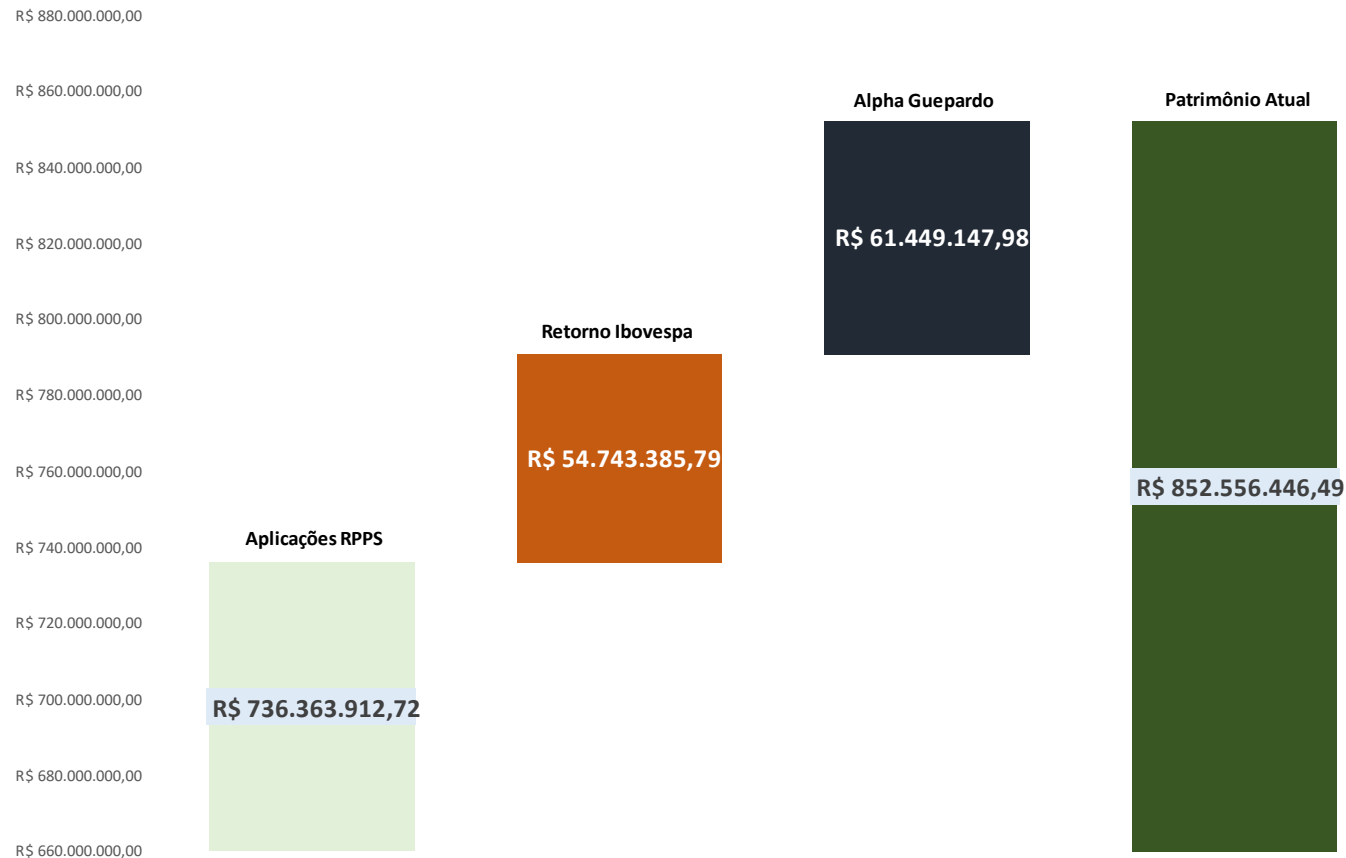 R$ 880.000.000,00
R$ 860.000.000,00
R$ 840.000.000,00
R$ 820.000.000,00
R$ 800.000.000,00
R$ 780.000.000,00
R$ 760.000.000,00
R$ 740.000.000,00
R$ 720.000.000,00
R$ 700.000.000,00
R$ 680.000.000,00
R$ 660.000.000,00
Aplicações RPPS
R$ 736.363.912,72
Retorno Ibovespa
R$ 54.743.385,79
Alpha Guepardo
R$ 61.449.147,98
Patrimônio Atual
R$ 852.556.446,49